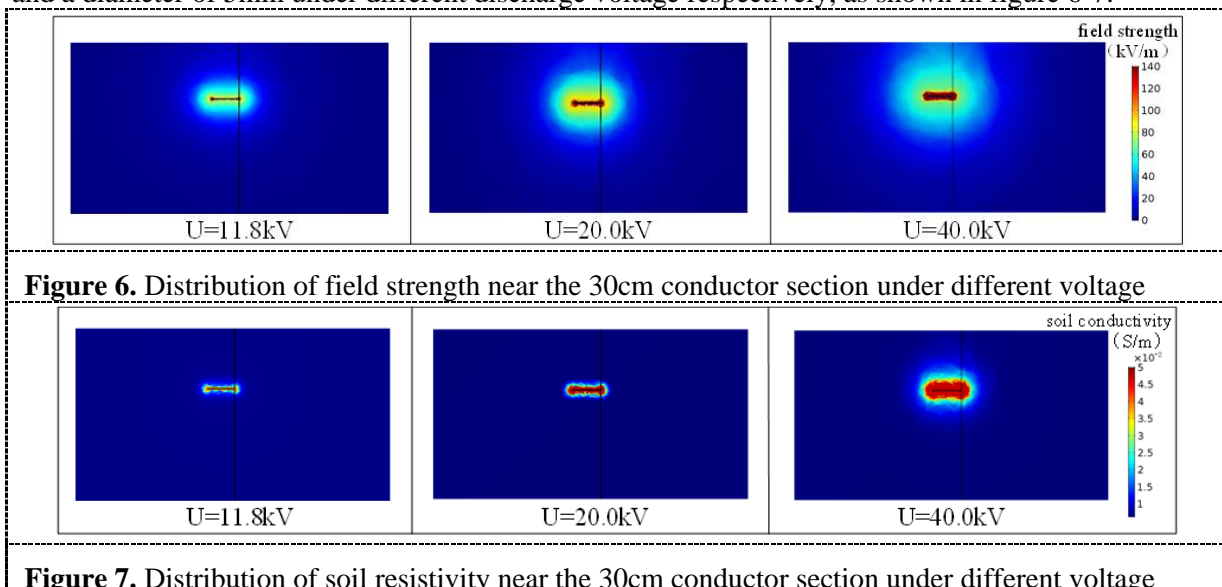 and a diameter of 5mm under different discharge voltage respectively, as shown in figure 6-7.
field strength
(kV/m)
140
120
100
80
60
40
20
0
U=11.8kV U=20.0kV U=40.0kV
Figure 6. Distribution of field strength near the 30cm conductor section under different voltage
soil conductivity
(S/m)
×10⁻²
5
4.5
4
3.5
3
2.5
2
1.5
1
U=11.8kV U=20.0kV U=40.0kV
Figure 7. Distribution of soil resistivity near the 30cm conductor section under different voltage